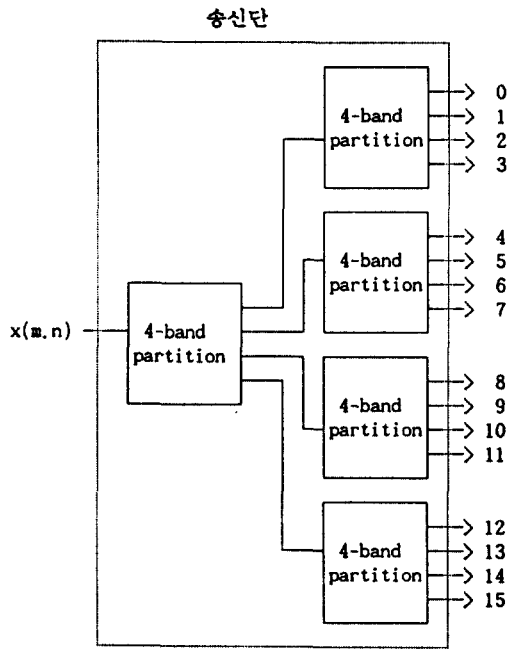 송신단
4-band
partition
0
1
2
3
4-band
partition
4
5
6
7
x(m,n)
4-band
partition
4-band
partition
8
9
10
11
4-band
partition
12
13
14
15